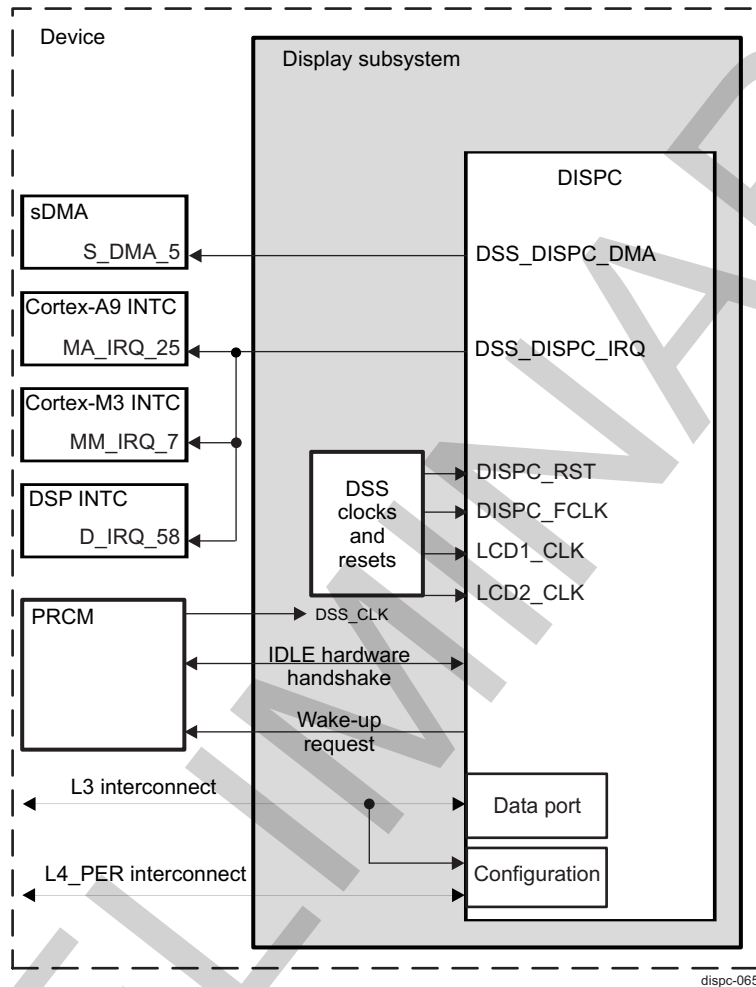 Device
Display subsystem
DISPC
sDMA
S_DMA_5
DSS_DISPC_DMA
Cortex-A9 INTC
MA_IRQ_25
DSS_DISPC_IRQ
Cortex-M3 INTC
MM_IRQ_7
DSP INTC
D_IRQ_58
DSS
clocks
and
resets
DISPC_RST
DISPC_FCLK
LCD1_CLK
LCD2_CLK
PRCM
DSS_CLK
IDLE hardware
handshake
Wake-up
request
L3 interconnect
Data port
L4_PER interconnect
Configuration
dispc-065